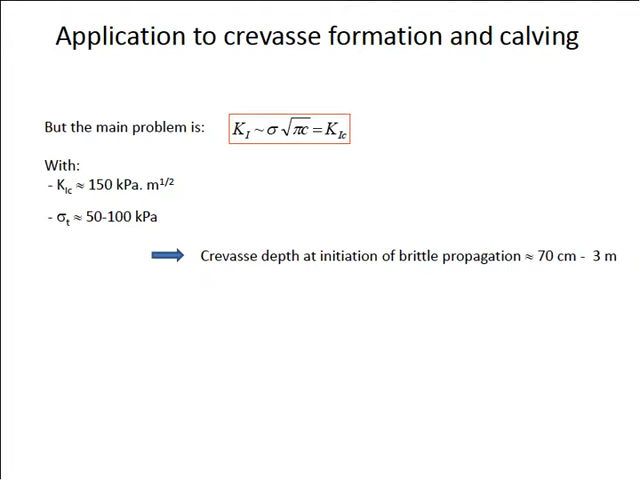 Application to crevasse formation and calving
But the main problem is: K_I ~ σ√πc = K_Ic
With:
- K_Ic ≈ 150 kPa. m^1/2
- σ_t ≈ 50-100 kPa
Crevasse depth at initiation of brittle propagation ≈ 70 cm - 3 m